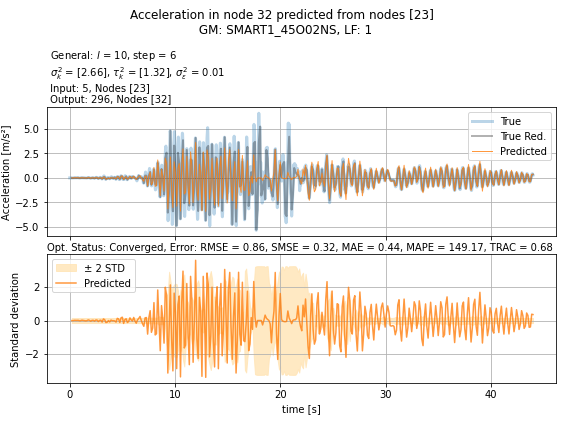 Acceleration in node 32 predicted from nodes [23]
GM: SMART1_45O02NS, LF: 1
General: l = 10, step = 6
σ²ₖ = [2.66], τ²ₖ = [1.32], σ²ε = 0.01
Input: 5, Nodes [23]
Output: 296, Nodes [32]
Acceleration [m/s²]
5.0
2.5
0.0
−2.5
−5.0
True
True Red.
Predicted
Opt. Status: Converged, Error: RMSE = 0.86, SMSE = 0.32, MAE = 0.44, MAPE = 149.17, TRAC = 0.68
Standard deviation
2
0
−2
± 2 STD
Predicted
0 10 20 30 40
time [s]